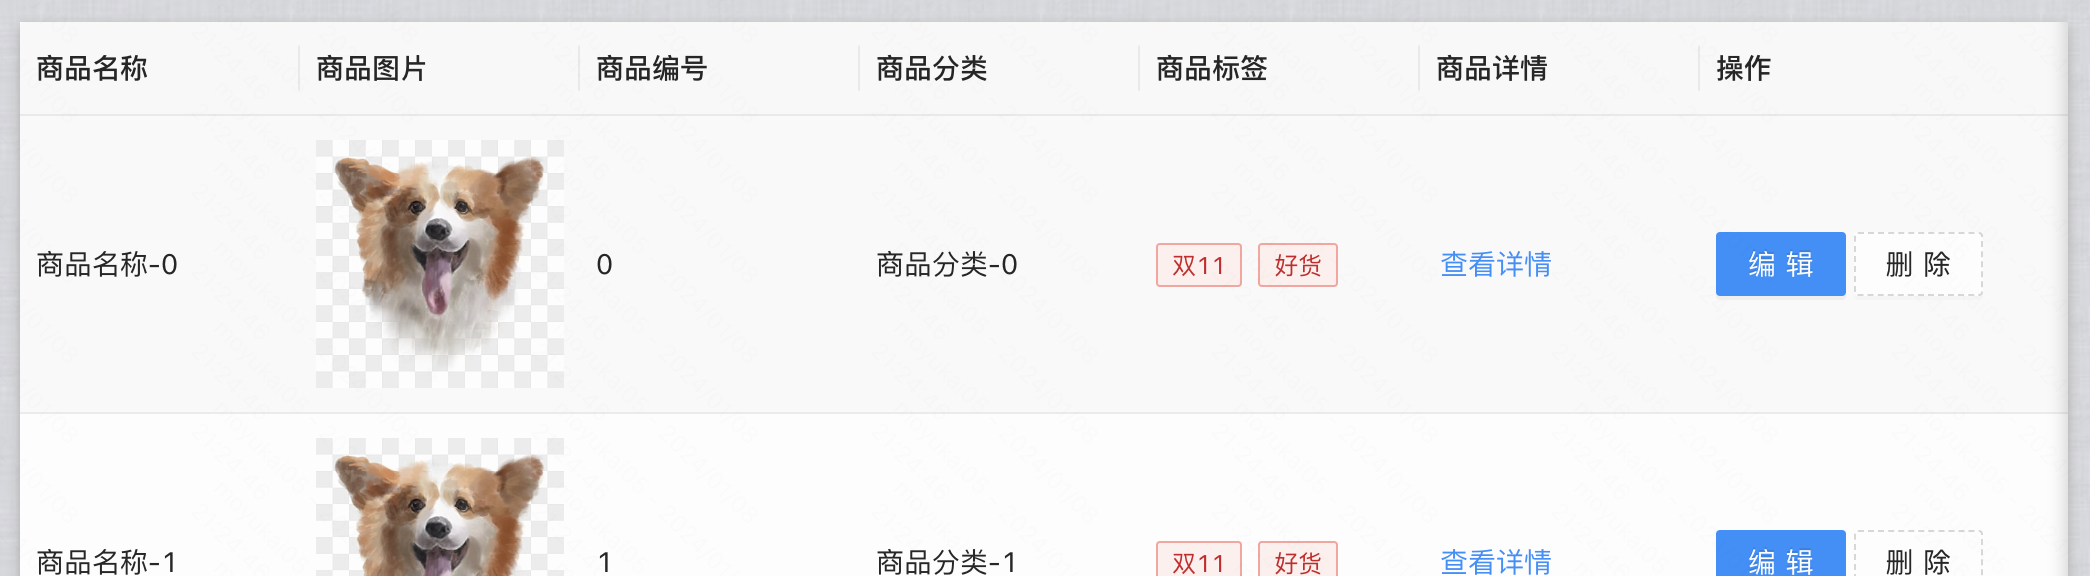 商品名称 商品图片 商品编号 商品分类 商品标签 商品详情 操作
商品名称-0 0 商品分类-0 双11 好货 查看详情 编 辑 删 除
商品名称-1 1 商品分类-1 双11 好货 查看详情 编 辑 删 除